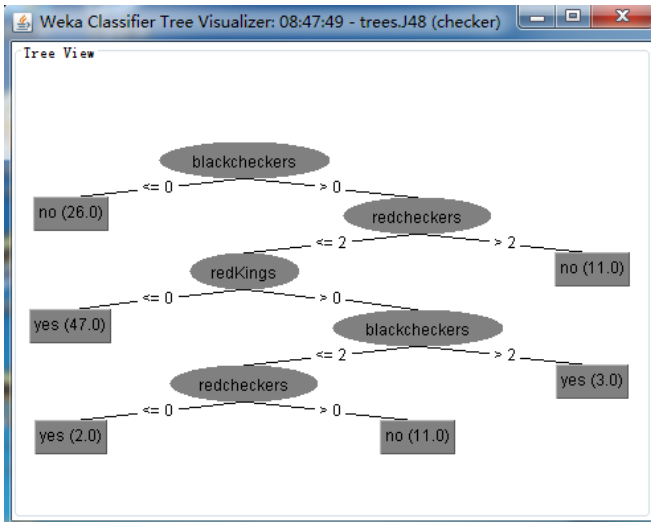 Weka Classifier Tree Visualizer: 08:47:49 - trees.J48 (checker)
Tree View
blackcheckers
<= 0
> 0
no (26.0)
redcheckers
<= 2
> 2
redKings
no (11.0)
<= 0
> 0
yes (47.0)
blackcheckers
<= 2
> 2
redcheckers
yes (3.0)
<= 0
> 0
yes (2.0)
no (11.0)